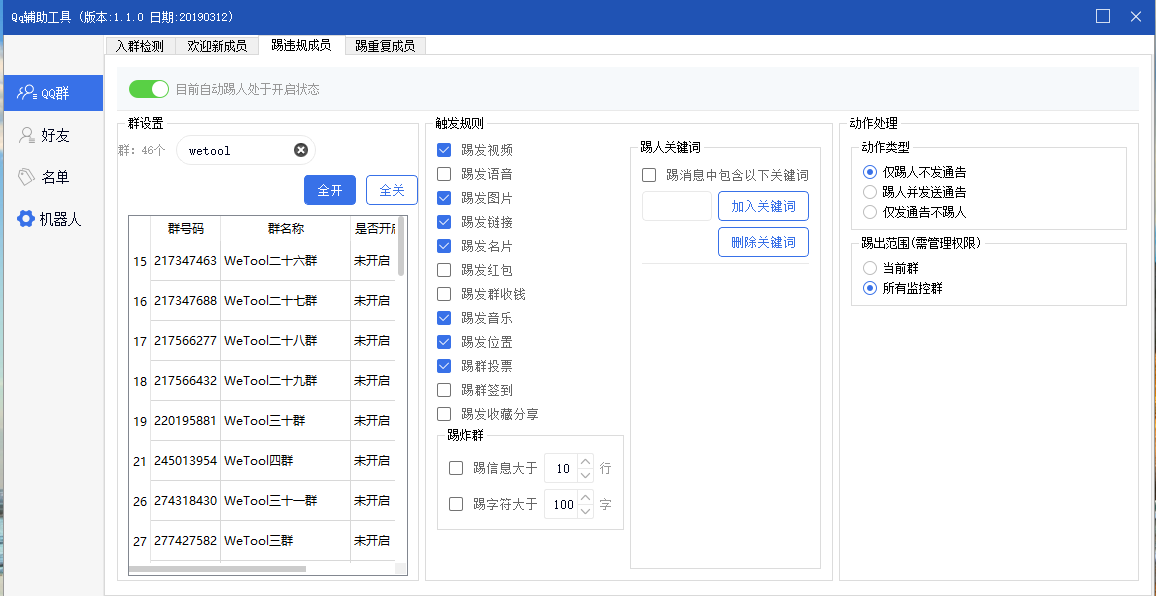 Qq辅助工具 (版本:1.1.0 日期:20190312)
入群检测 欢迎新成员 踢违规成员 踢重复成员
QQ群
好友
名单
机器人
目前自动踢人处于开启状态
群设置
群: 46个 wetool
全开 全关
群号码 群名称 是否开启
15 217347463 WeTool二十六群 未开启
16 217347688 WeTool二十七群 未开启
17 217566277 WeTool二十八群 未开启
18 217566432 WeTool二十九群 未开启
19 220195881 WeTool三十群 未开启
21 245013954 WeTool四群 未开启
26 274318430 WeTool三十一群 未开启
27 277427582 WeTool三群 未开启
触发规则
踢发视频
踢发语音
踢发图片
踢发链接
踢发名片
踢发红包
踢发群收钱
踢发音乐
踢发位置
踢群投票
踢群签到
踢发收藏分享
踢炸群
踢信息大于 10 行
踢字符大于 100 字
踢人关键词
踢消息中包含以下关键词
加入关键词
删除关键词
动作处理
动作类型
仅踢人不发通告
踢人并发送通告
仅发通告不踢人
踢出范围(需管理权限)
当前群
所有监控群